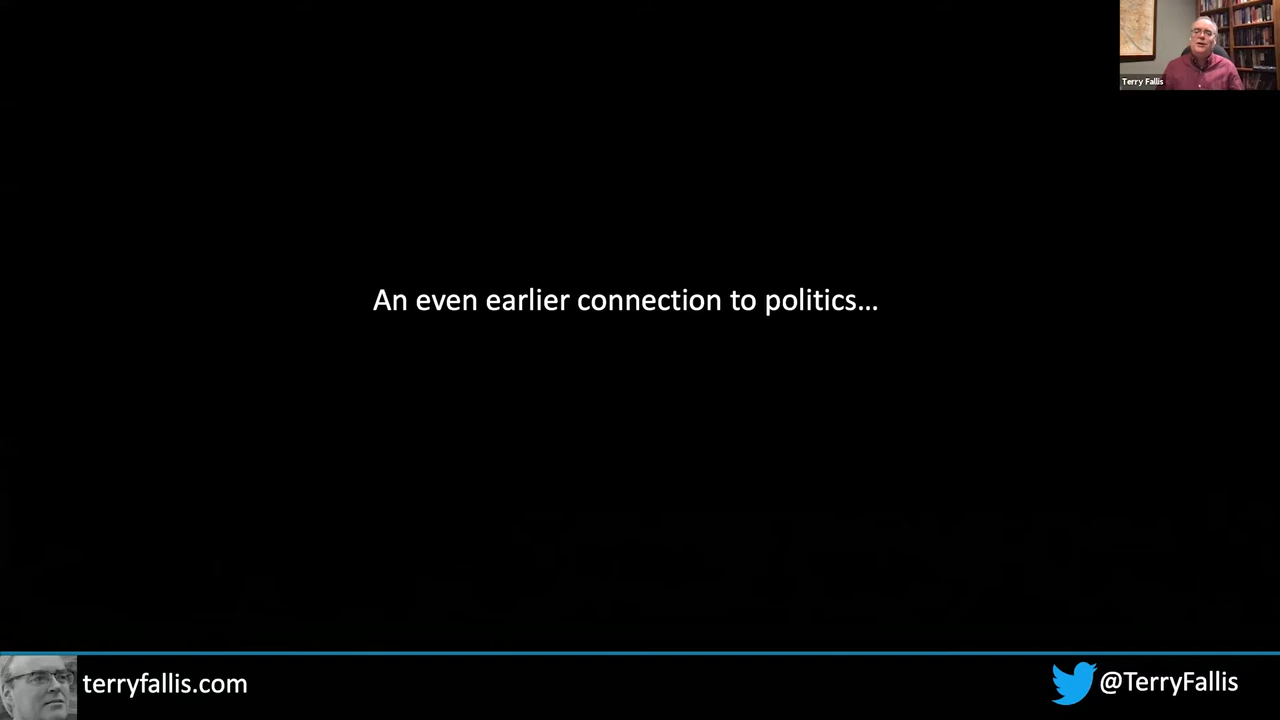 Terry Fallis
An even earlier connection to politics...
terryfallis.com
@TerryFallis